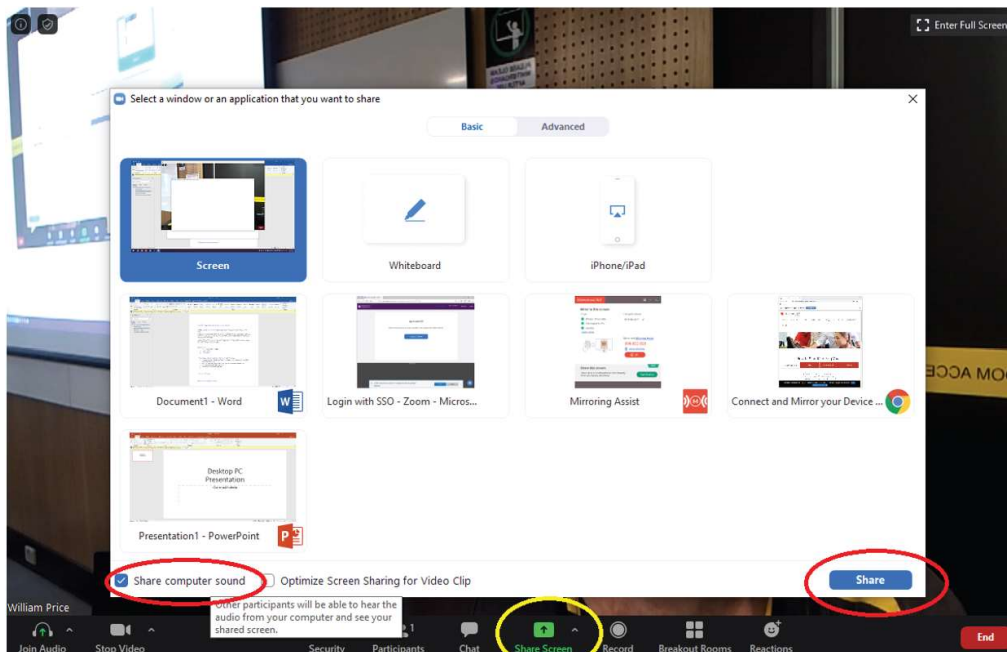 Enter Full Screen
Select a window or an application that you want to share
Basic
Advanced
Screen
Whiteboard
iPhone/iPad
Document1 - Word
Login with SSO - Zoom - Micros...
Mirroring Assist
Connect and Mirror your Device ...
Desktop PC
Presentation
Presentation1 - PowerPoint
Share computer sound
Optimize Screen Sharing for Video Clip
Share
Other participants will be able to hear the
audio from your computer and see your
shared screen.
William Price
1
Join Audio
Stop Video
Security
Participants
Chat
Share Screen
Record
Breakout Rooms
Reactions
End